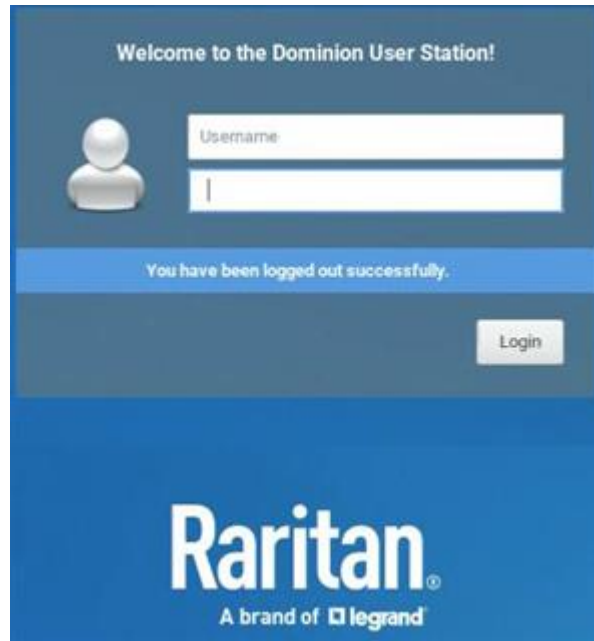 Welcome to the Dominion User Station!
Username
You have been logged out successfully.
Login
Raritan®
A brand of legrand®